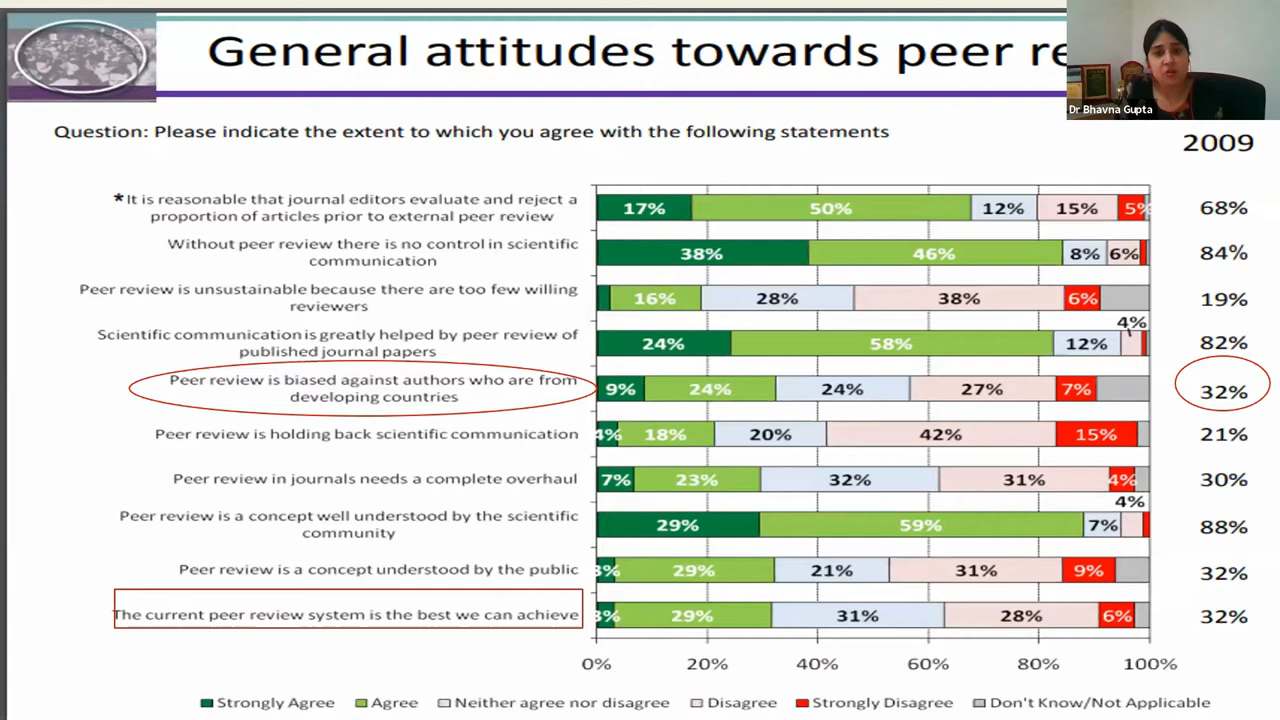 General attitudes towards peer re
Dr Bhavna Gupta
Question: Please indicate the extent to which you agree with the following statements
2009
*It is reasonable that journal editors evaluate and reject a
proportion of articles prior to external peer review
17% 50% 12% 15% 5% 68%
Without peer review there is no control in scientific
communication
38% 46% 8% 6% 84%
Peer review is unsustainable because there are too few willing
reviewers
16% 28% 38% 6% 19%
Scientific communication is greatly helped by peer review of
published journal papers
24% 58% 12% 4% 82%
Peer review is biased against authors who are from
developing countries
9% 24% 24% 27% 7% 32%
Peer review is holding back scientific communication
4% 18% 20% 42% 15% 21%
Peer review in journals needs a complete overhaul
7% 23% 32% 31% 4% 30%
Peer review is a concept well understood by the scientific
community
29% 59% 7% 4% 88%
Peer review is a concept understood by the public
3% 29% 21% 31% 9% 32%
The current peer review system is the best we can achieve
3% 29% 31% 28% 6% 32%
0% 20% 40% 60% 80% 100%
Strongly Agree Agree Neither agree nor disagree Disagree Strongly Disagree Don't Know/Not Applicable